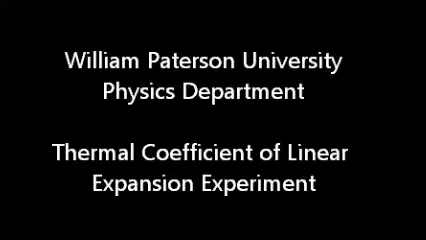 William Paterson University
Physics Department
Thermal Coefficient of Linear
Expansion Experiment